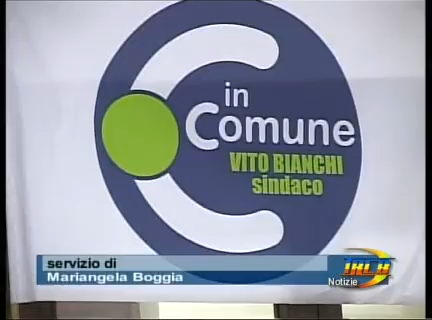 in
Comune
VITO BIANCHI
sindaco
servizio di
Mariangela Boggia
Notizie